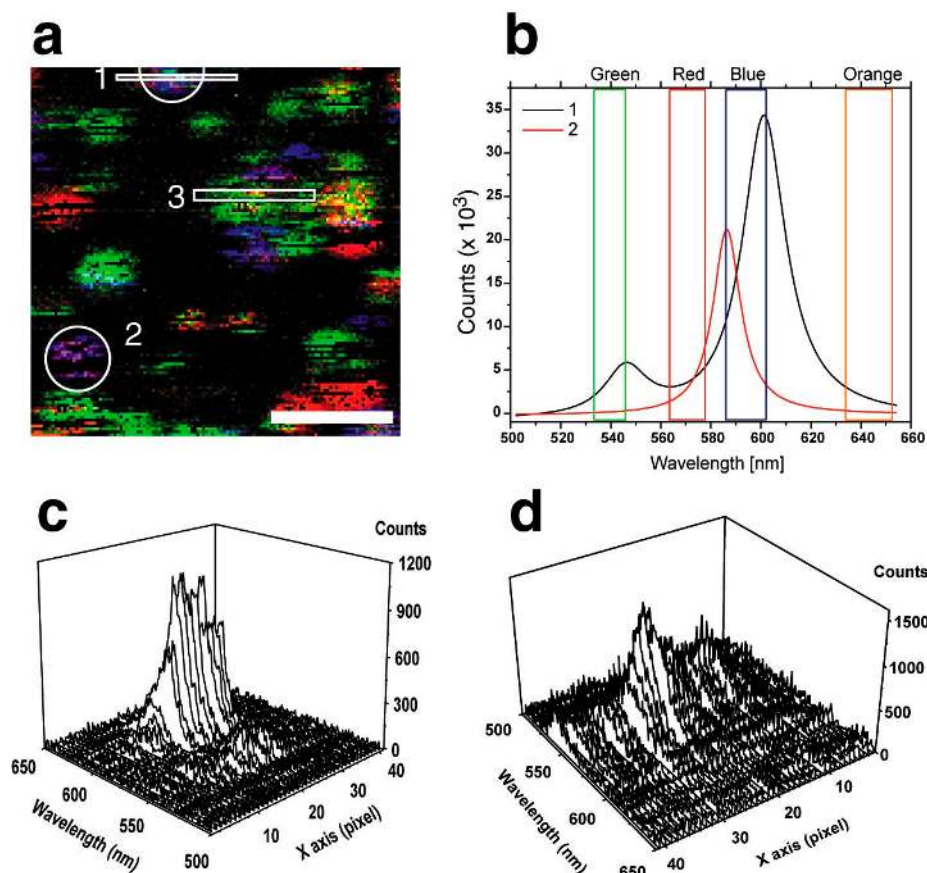 a
1
3
2
b
Green Red Blue Orange
1
2
35
30
25
20
15
10
5
0
Counts (x 10³)
500 520 540 560 580 600 620 640 660
Wavelength [nm]
c
Counts
1200
900
600
300
0
650
600
550
500
Wavelength (nm)
10
20
30
40
X axis (pixel)
d
Counts
1500
1000
500
0
500
550
600
650
Wavelength (nm)
40
30
20
10
X axis (pixel)